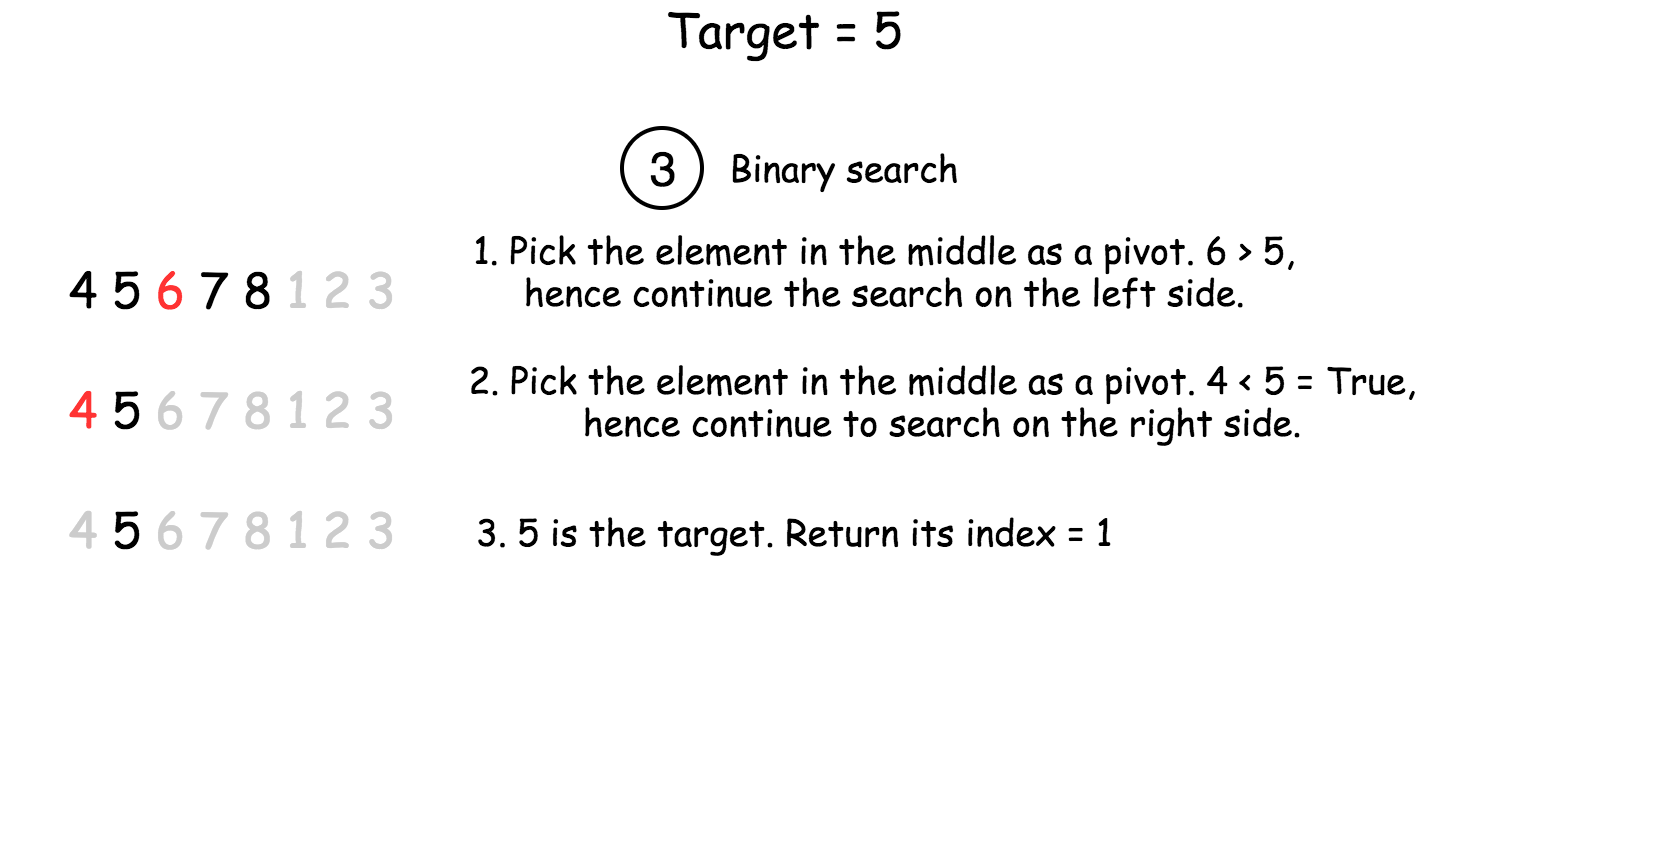 Target = 5
3 Binary search
1. Pick the element in the middle as a pivot. 6 > 5,
hence continue the search on the left side.
4 5 6 7 8 1 2 3
2. Pick the element in the middle as a pivot. 4 < 5 = True,
hence continue to search on the right side.
4 5 6 7 8 1 2 3
3. 5 is the target. Return its index = 1
4 5 6 7 8 1 2 3